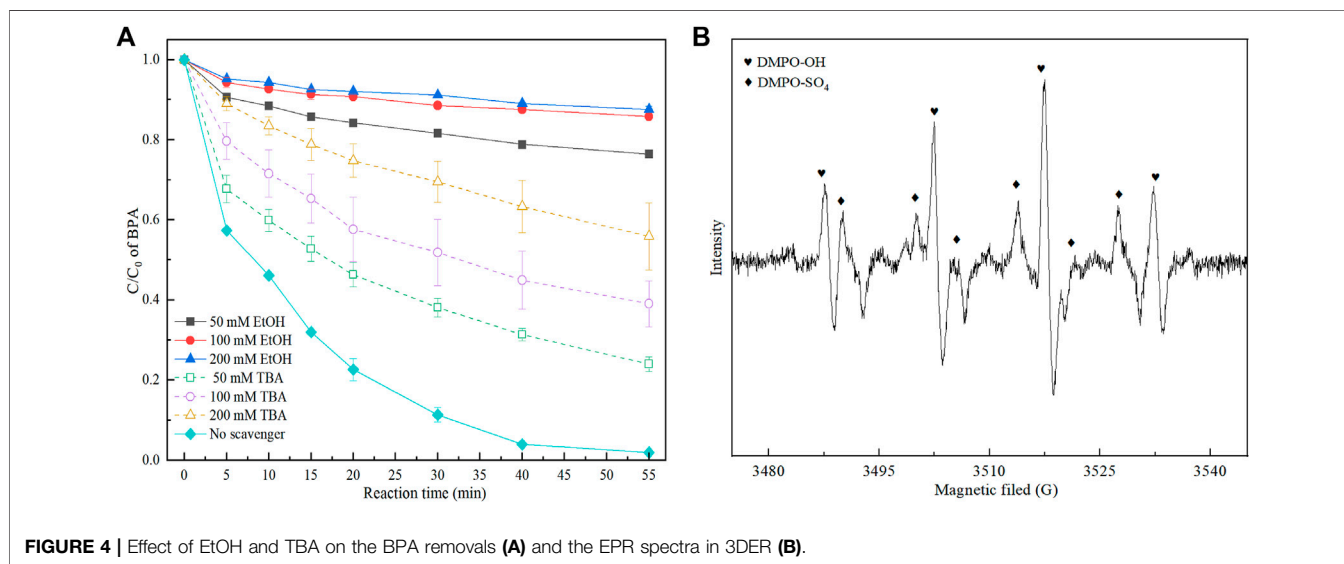 A
C/C₀ of BPA
1.0
0.8
0.6
0.4
0.2
0.0
50 mM EtOH
100 mM EtOH
200 mM EtOH
50 mM TBA
100 mM TBA
200 mM TBA
No scavenger
0 5 10 15 20 25 30 35 40 45 50 55
Reaction time (min)
B
♥ DMPO-OH
♦ DMPO-SO₄
Intensity
3480 3495 3510 3525 3540
Magnetic filed (G)
FIGURE 4 | Effect of EtOH and TBA on the BPA removals (A) and the EPR spectra in 3DER (B).